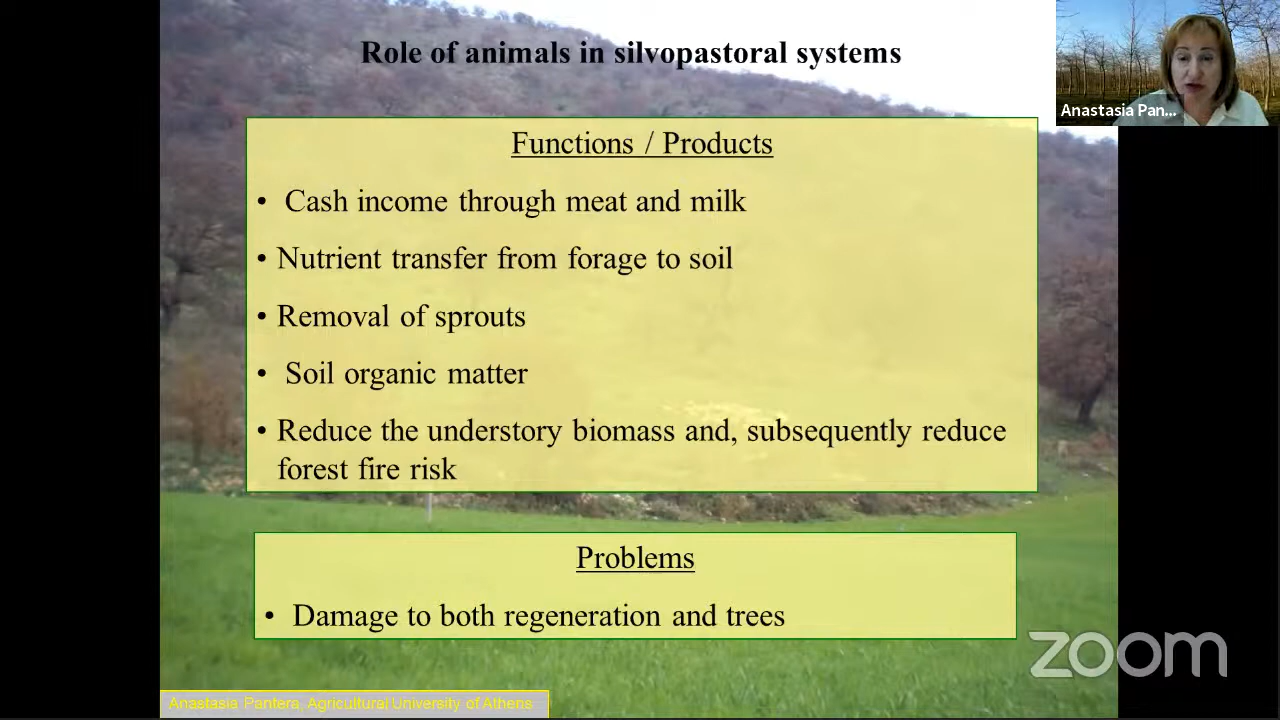 Role of animals in silvopastoral systems
Anastasia Pan...
Functions / Products
• Cash income through meat and milk
• Nutrient transfer from forage to soil
• Removal of sprouts
• Soil organic matter
• Reduce the understory biomass and, subsequently reduce
forest fire risk
Problems
• Damage to both regeneration and trees
zoom
Anastasia Pantera, Agricultural University of Athens